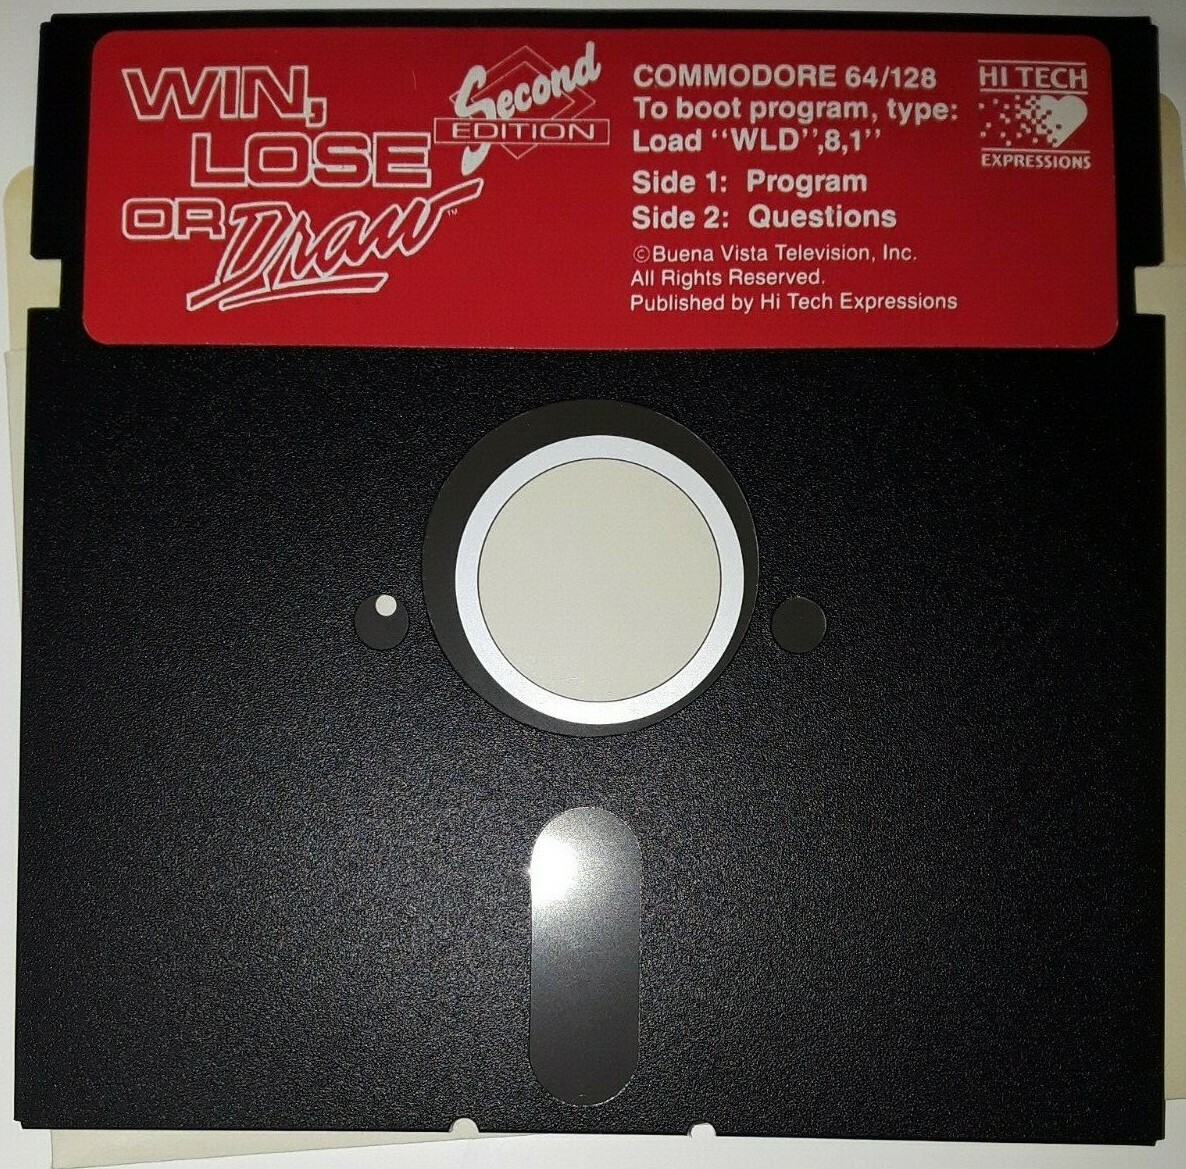 WIN,
LOSE
OR Draw™
Second
EDITION
COMMODORE 64/128
To boot program, type:
Load "WLD",8,1"
Side 1: Program
Side 2: Questions
©Buena Vista Television, Inc.
All Rights Reserved.
Published by Hi Tech Expressions
HI TECH
EXPRESSIONS